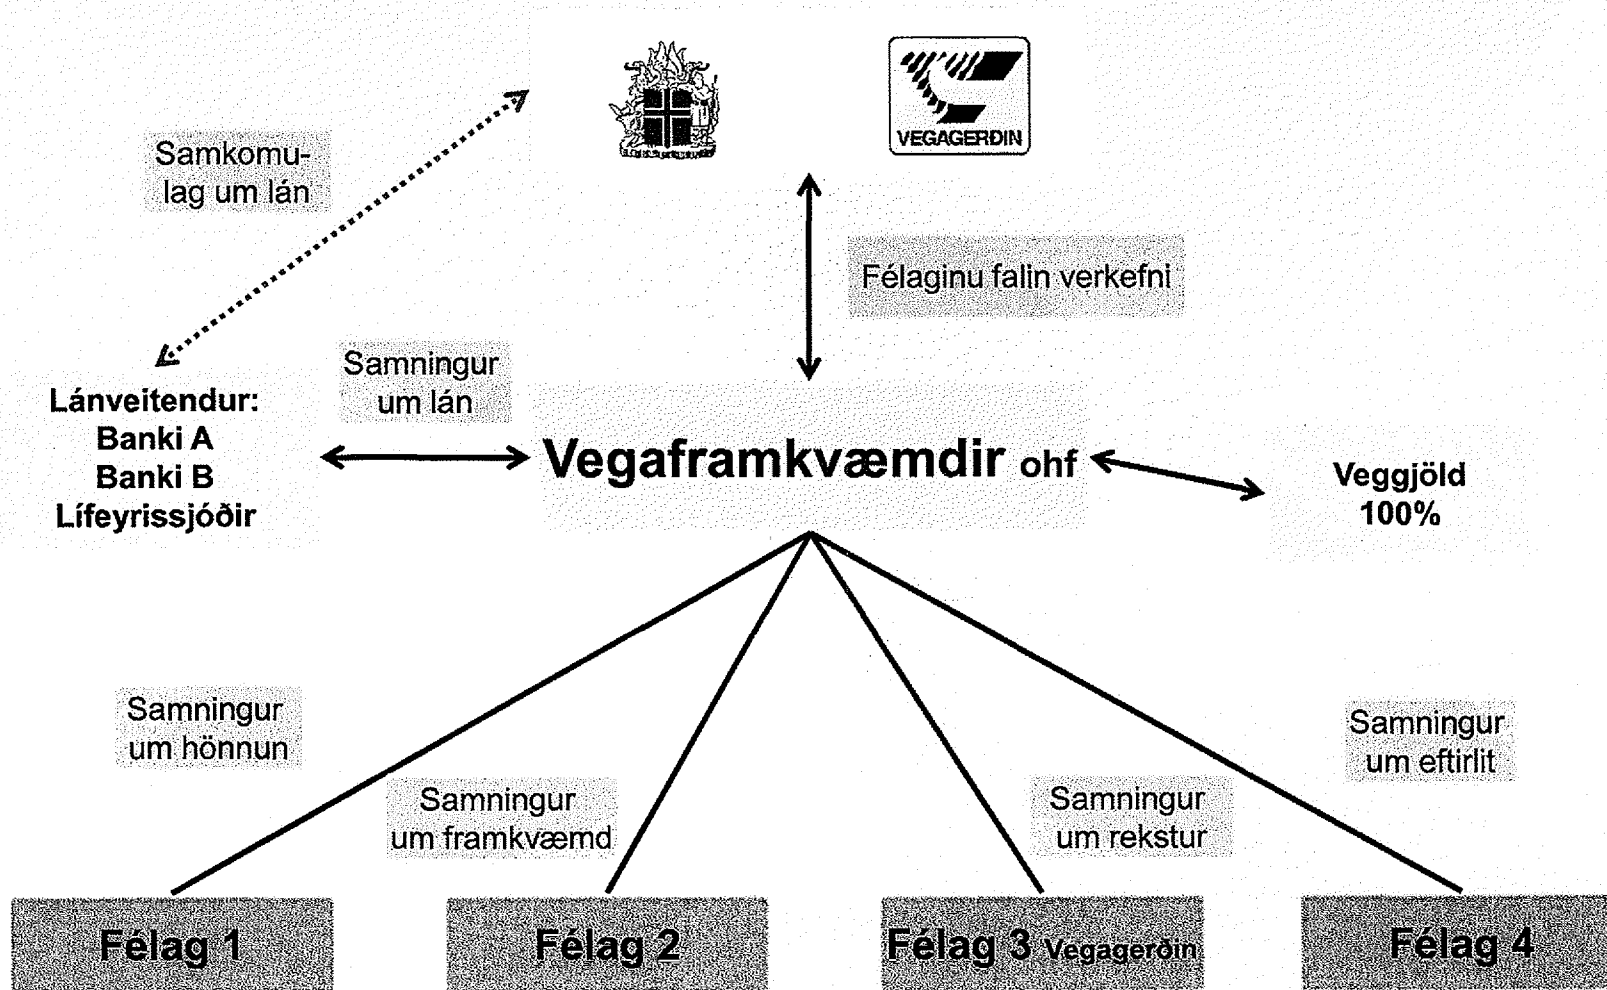 VEGAGERÐIN
Samkomu-
lag um lán
Félaginu falin verkefni
Samningur
um lán
Lánveitendur:
Banki A
Banki B
Lífeyrissjóðir
Vegaframkvæmdir ohf
Veggjöld
100%
Samningur
um hönnun
Samningur
um framkvæmd
Samningur
um rekstur
Samningur
um eftirlit
Félag 1
Félag 2
Félag 3 Vegagerðin
Félag 4